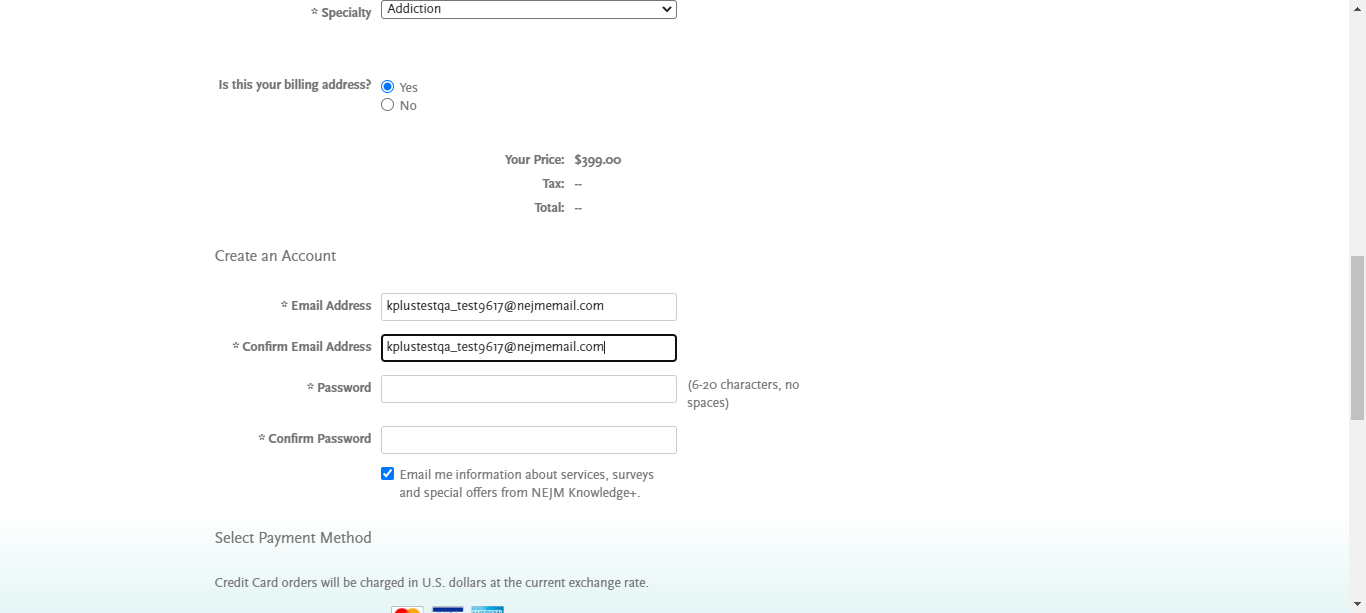 * Specialty Addiction
Is this your billing address? Yes
No
Your Price: $399.00
Tax: --
Total: --
Create an Account
* Email Address kplustestqa_test9617@nejmemail.com
* Confirm Email Address kplustestqa_test9617@nejmemail.com
* Password (6-20 characters, no
spaces)
* Confirm Password
Email me information about services, surveys
and special offers from NEJM Knowledge+.
Select Payment Method
Credit Card orders will be charged in U.S. dollars at the current exchange rate.